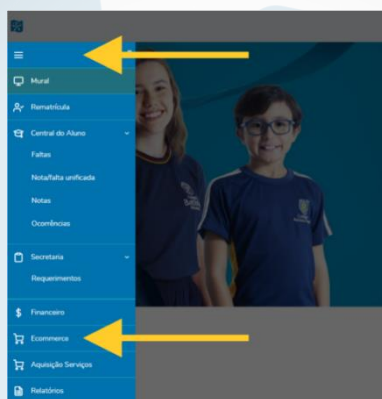 Mural
Rematrícula
Central do Aluno
Faltas
Nota/falta unificada
Notas
Ocorrências
Secretaria
Requerimentos
Financeiro
Ecommerce
Aquisição Serviços
Relatórios